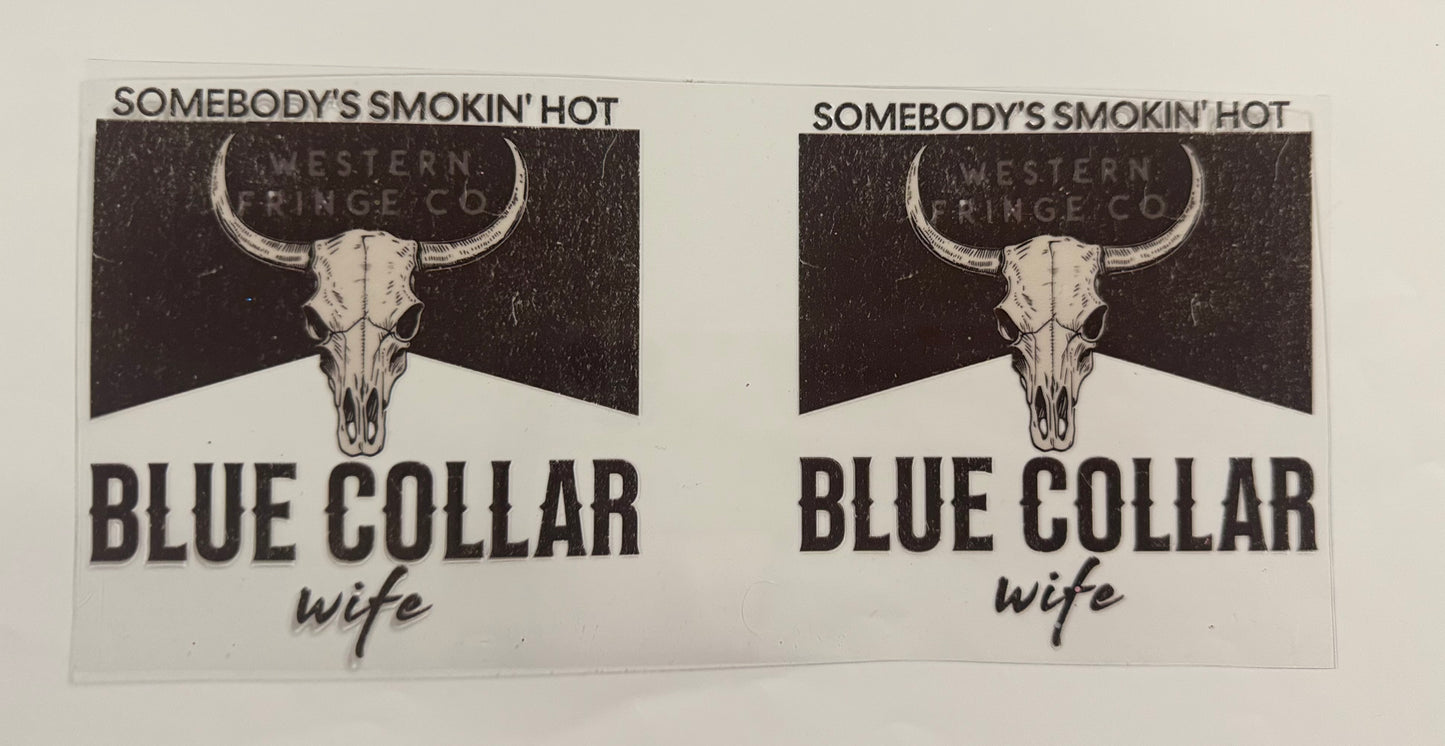 SOMEBODY'S SMOKIN' HOT
WESTERN
FRINGE CO
BLUE COLLAR
wife
SOMEBODY'S SMOKIN' HOT
WESTERN
FRINGE CO
BLUE COLLAR
wife